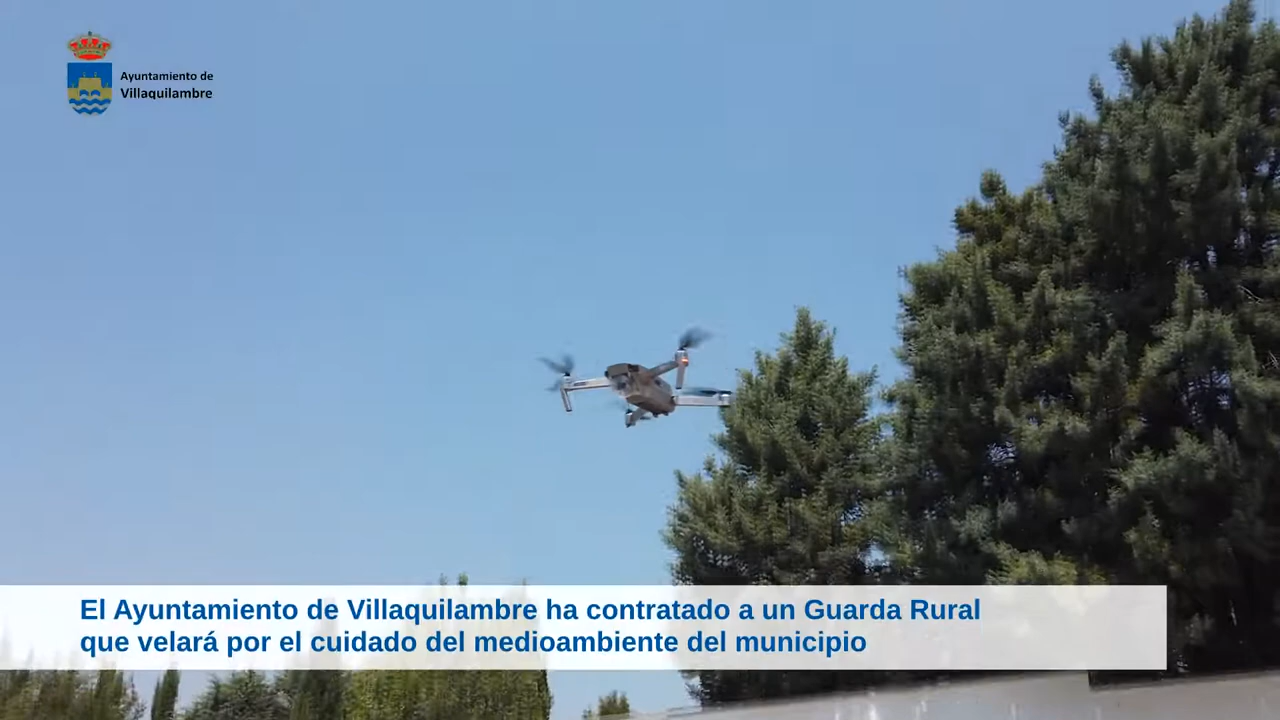 Ayuntamiento de
Villaquilambre
El Ayuntamiento de Villaquilambre ha contratado a un Guarda Rural
que velará por el cuidado del medioambiente del municipio